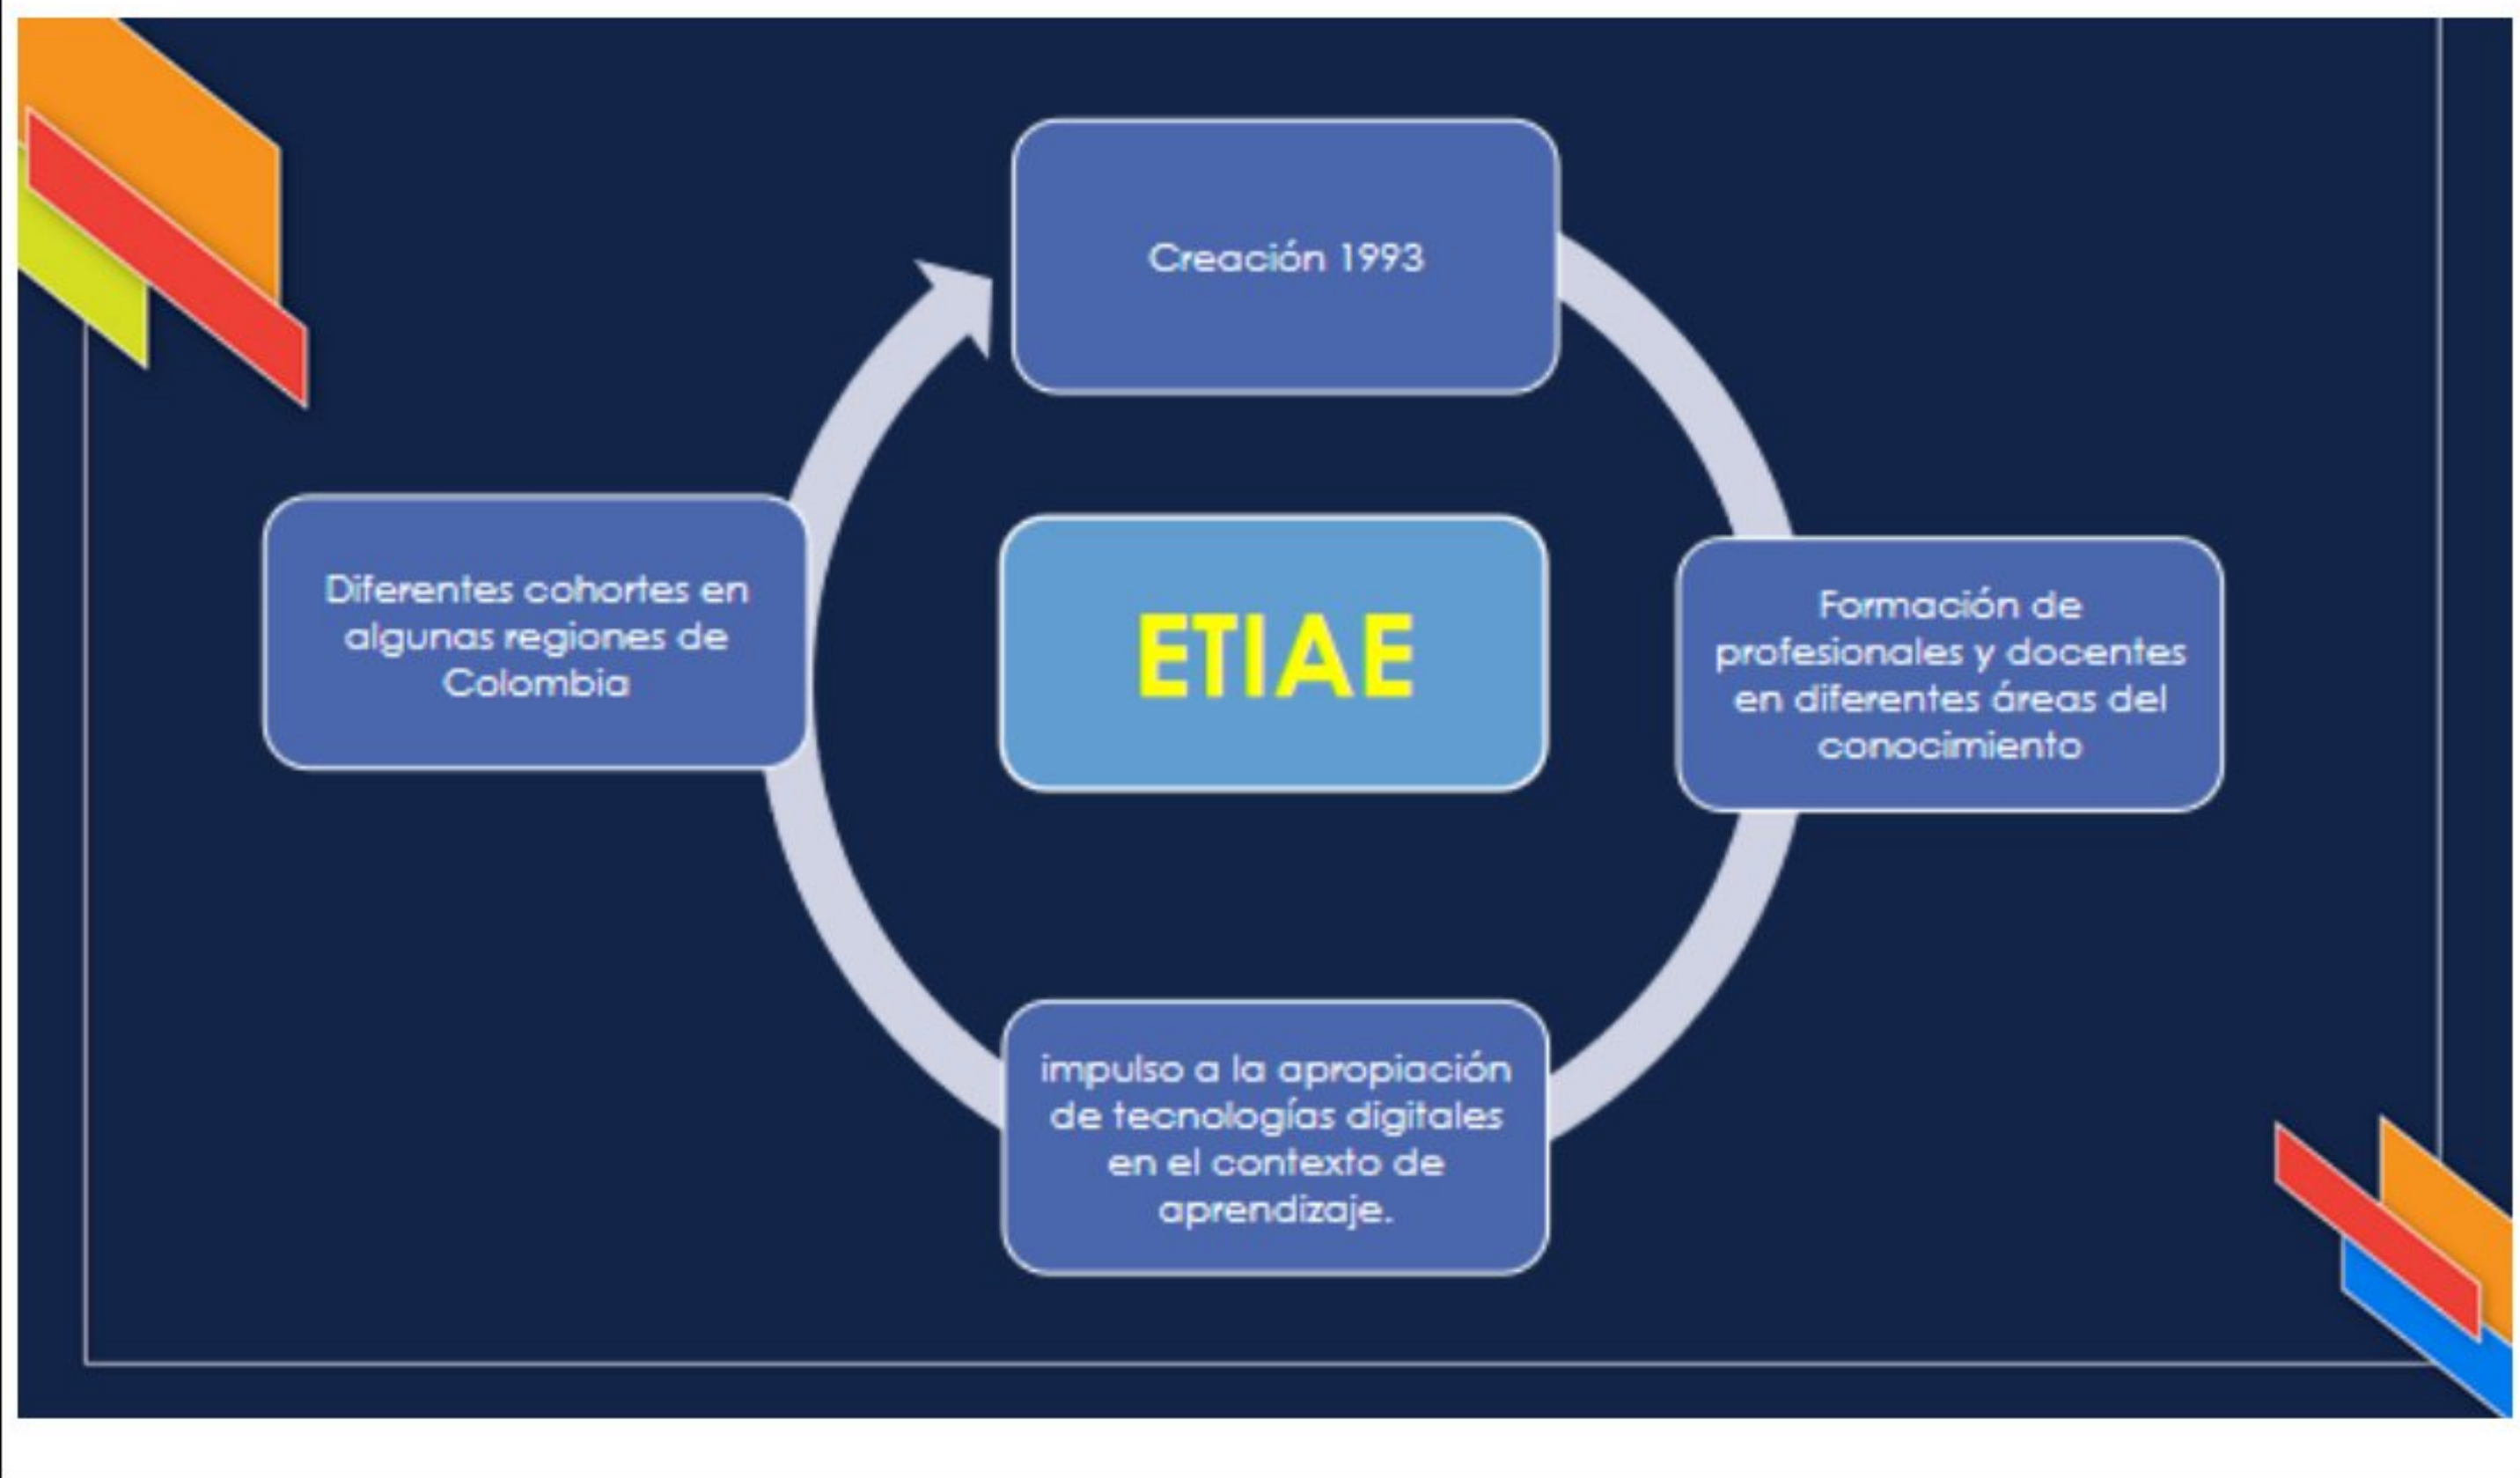 Creación 1993
Formación de
profesionales y docentes
en diferentes áreas del
conocimiento
impulso a la apropiación
de tecnologías digitales
en el contexto de
aprendizaje.
Diferentes cohortes en
algunas regiones de
Colombia
ETIAE